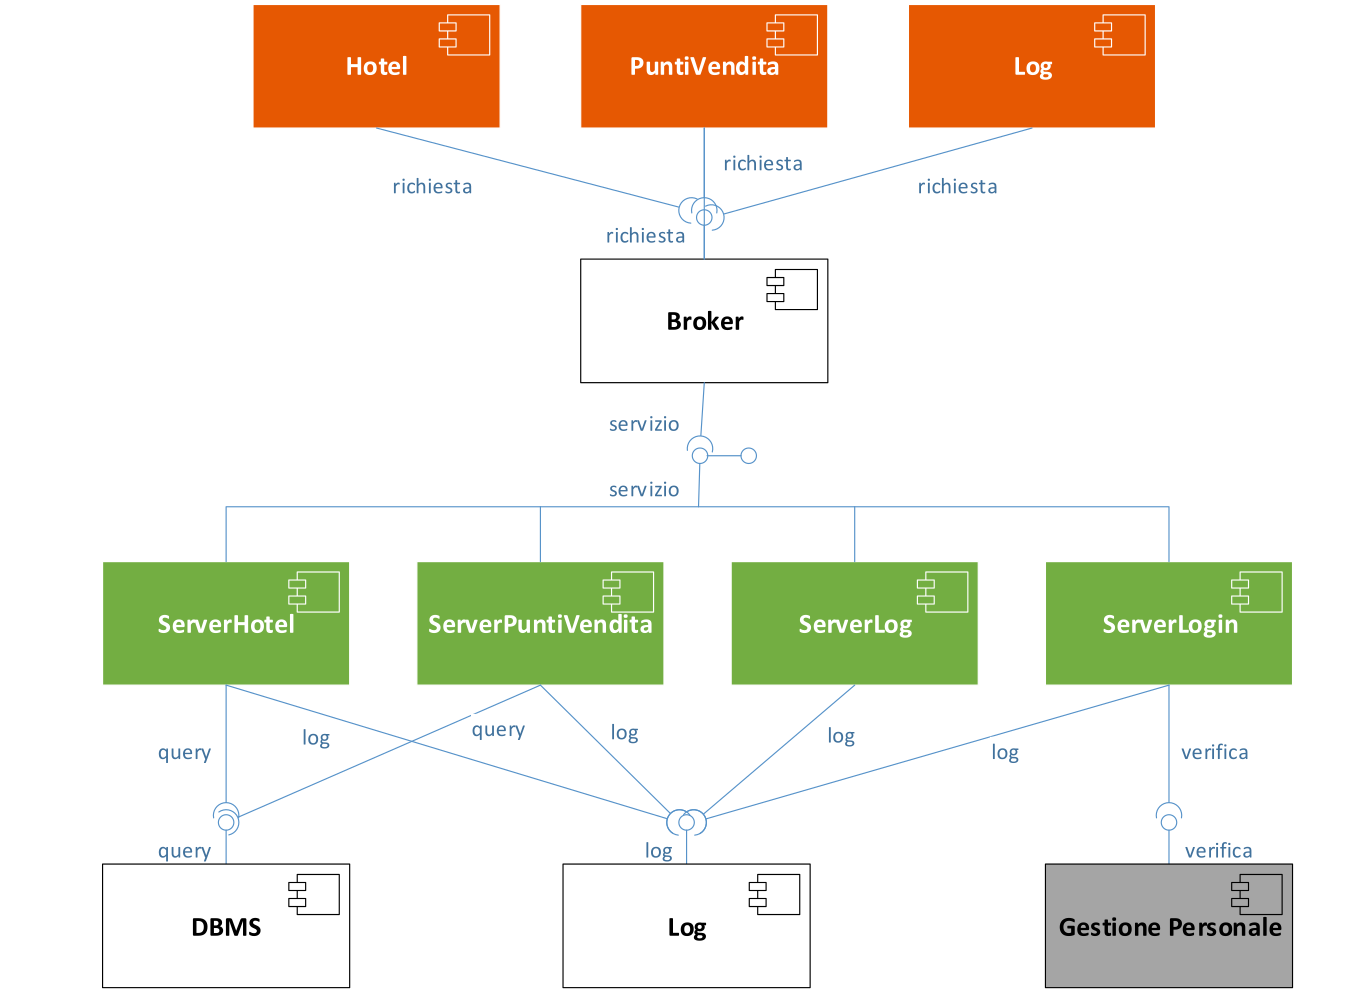 Hotel
PuntiVendita
Log
richiesta
richiesta
richiesta
richiesta
Broker
servizio
servizio
ServerHotel
ServerPuntiVendita
ServerLog
ServerLogin
query
log
query
log
log
log
verifica
query
log
verifica
DBMS
Log
Gestione Personale